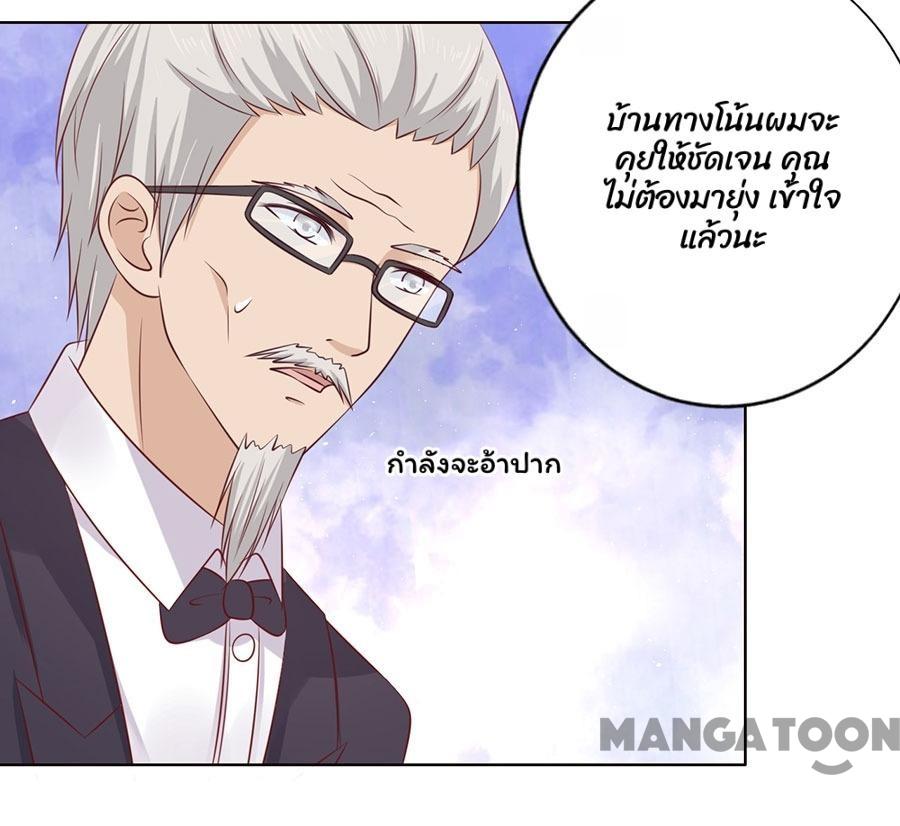 บ้านทางโน้นผมจะ
คุยให้ชัดเจน คุณ
ไม่ต้องมายุ่ง เข้าใจ
แล้วนะ
กำลังจะอ้าปาก
MANGATOON